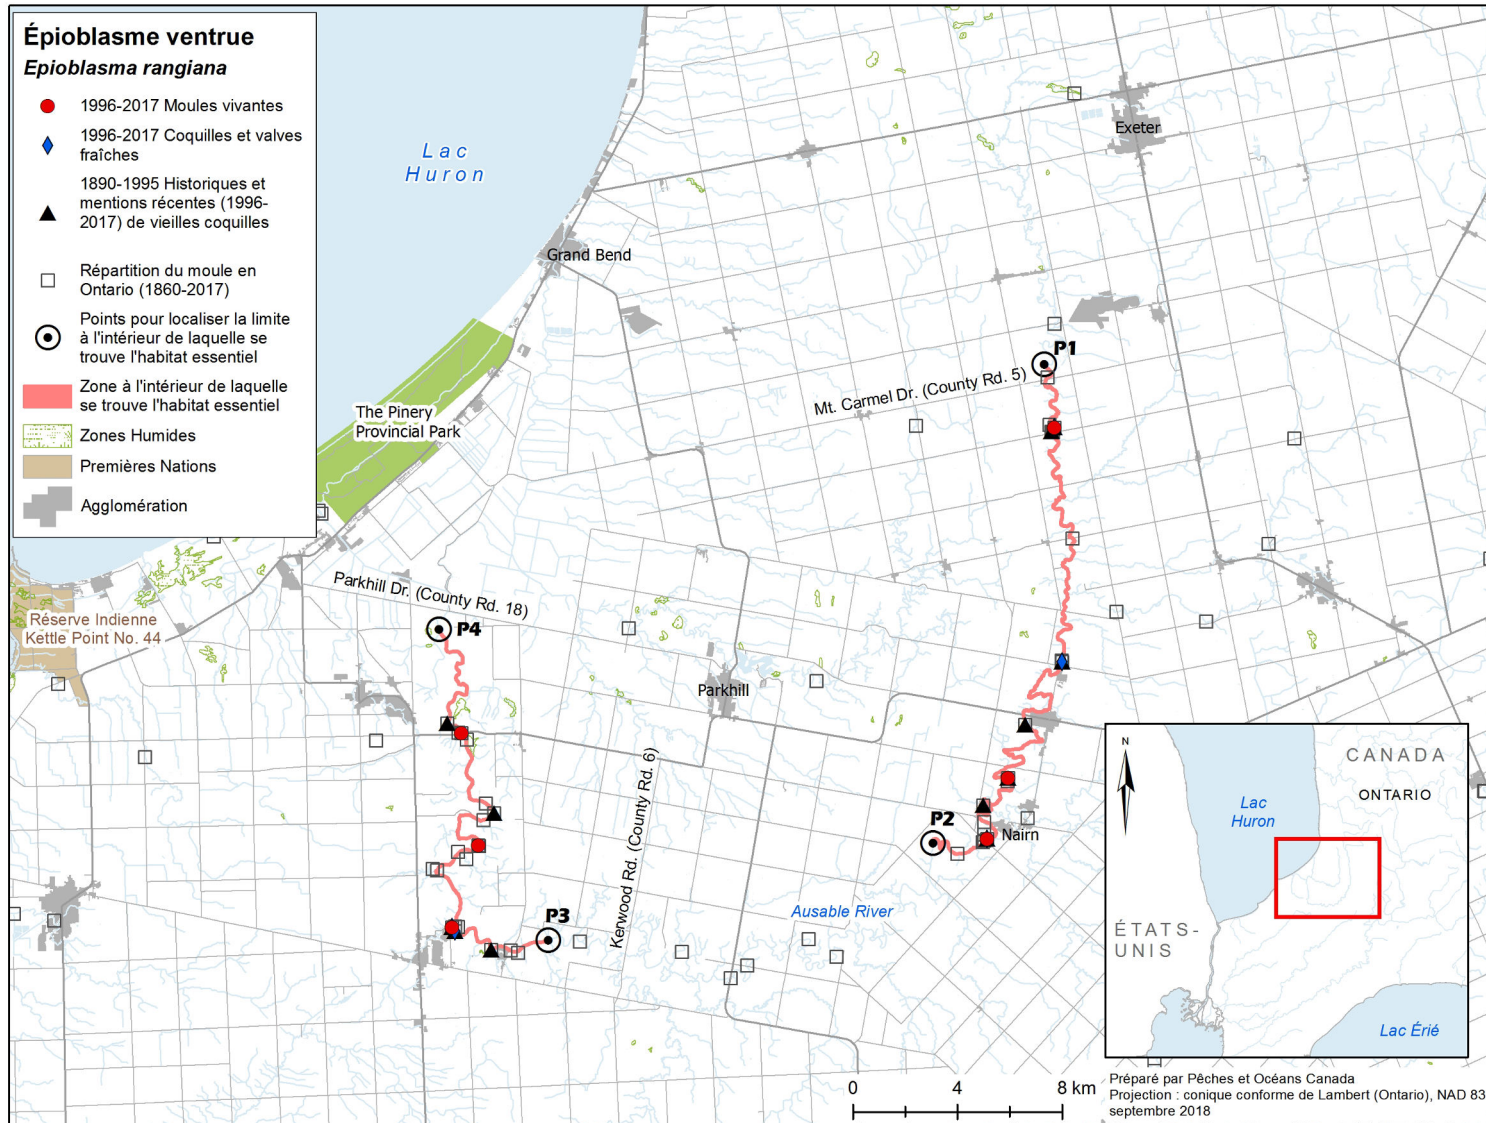 Épioblasme ventrue
Epioblasma rangiana
1996-2017 Moules vivantes
1996-2017 Coquilles et valves
fraîches
1890-1995 Historiques et
mentions récentes (1996-
2017) de vieilles coquilles
Répartition du moule en
Ontario (1860-2017)
Points pour localiser la limite
à l'intérieur de laquelle se
trouve l'habitat essentiel
Zone à l'intérieur de laquelle
se trouve l'habitat essentiel
Zones Humides
Premières Nations
Agglomération
Lac
Huron
Exeter
Grand Bend
P1
Mt. Carmel Dr. (County Rd. 5)
The Pinery
Provincial Park
Parkhill Dr. (County Rd. 18)
Réserve Indienne
Kettle Point No. 44
P4
Parkhill
Kerwood Rd. (County Rd. 6)
P2
Nairn
P3
Ausable River
N
CANADA
ONTARIO
Lac
Huron
ÉTATS-
UNIS
Lac Érié
0 4 8 km
Préparé par Pêches et Océans Canada
Projection : conique conforme de Lambert (Ontario), NAD 83
septembre 2018